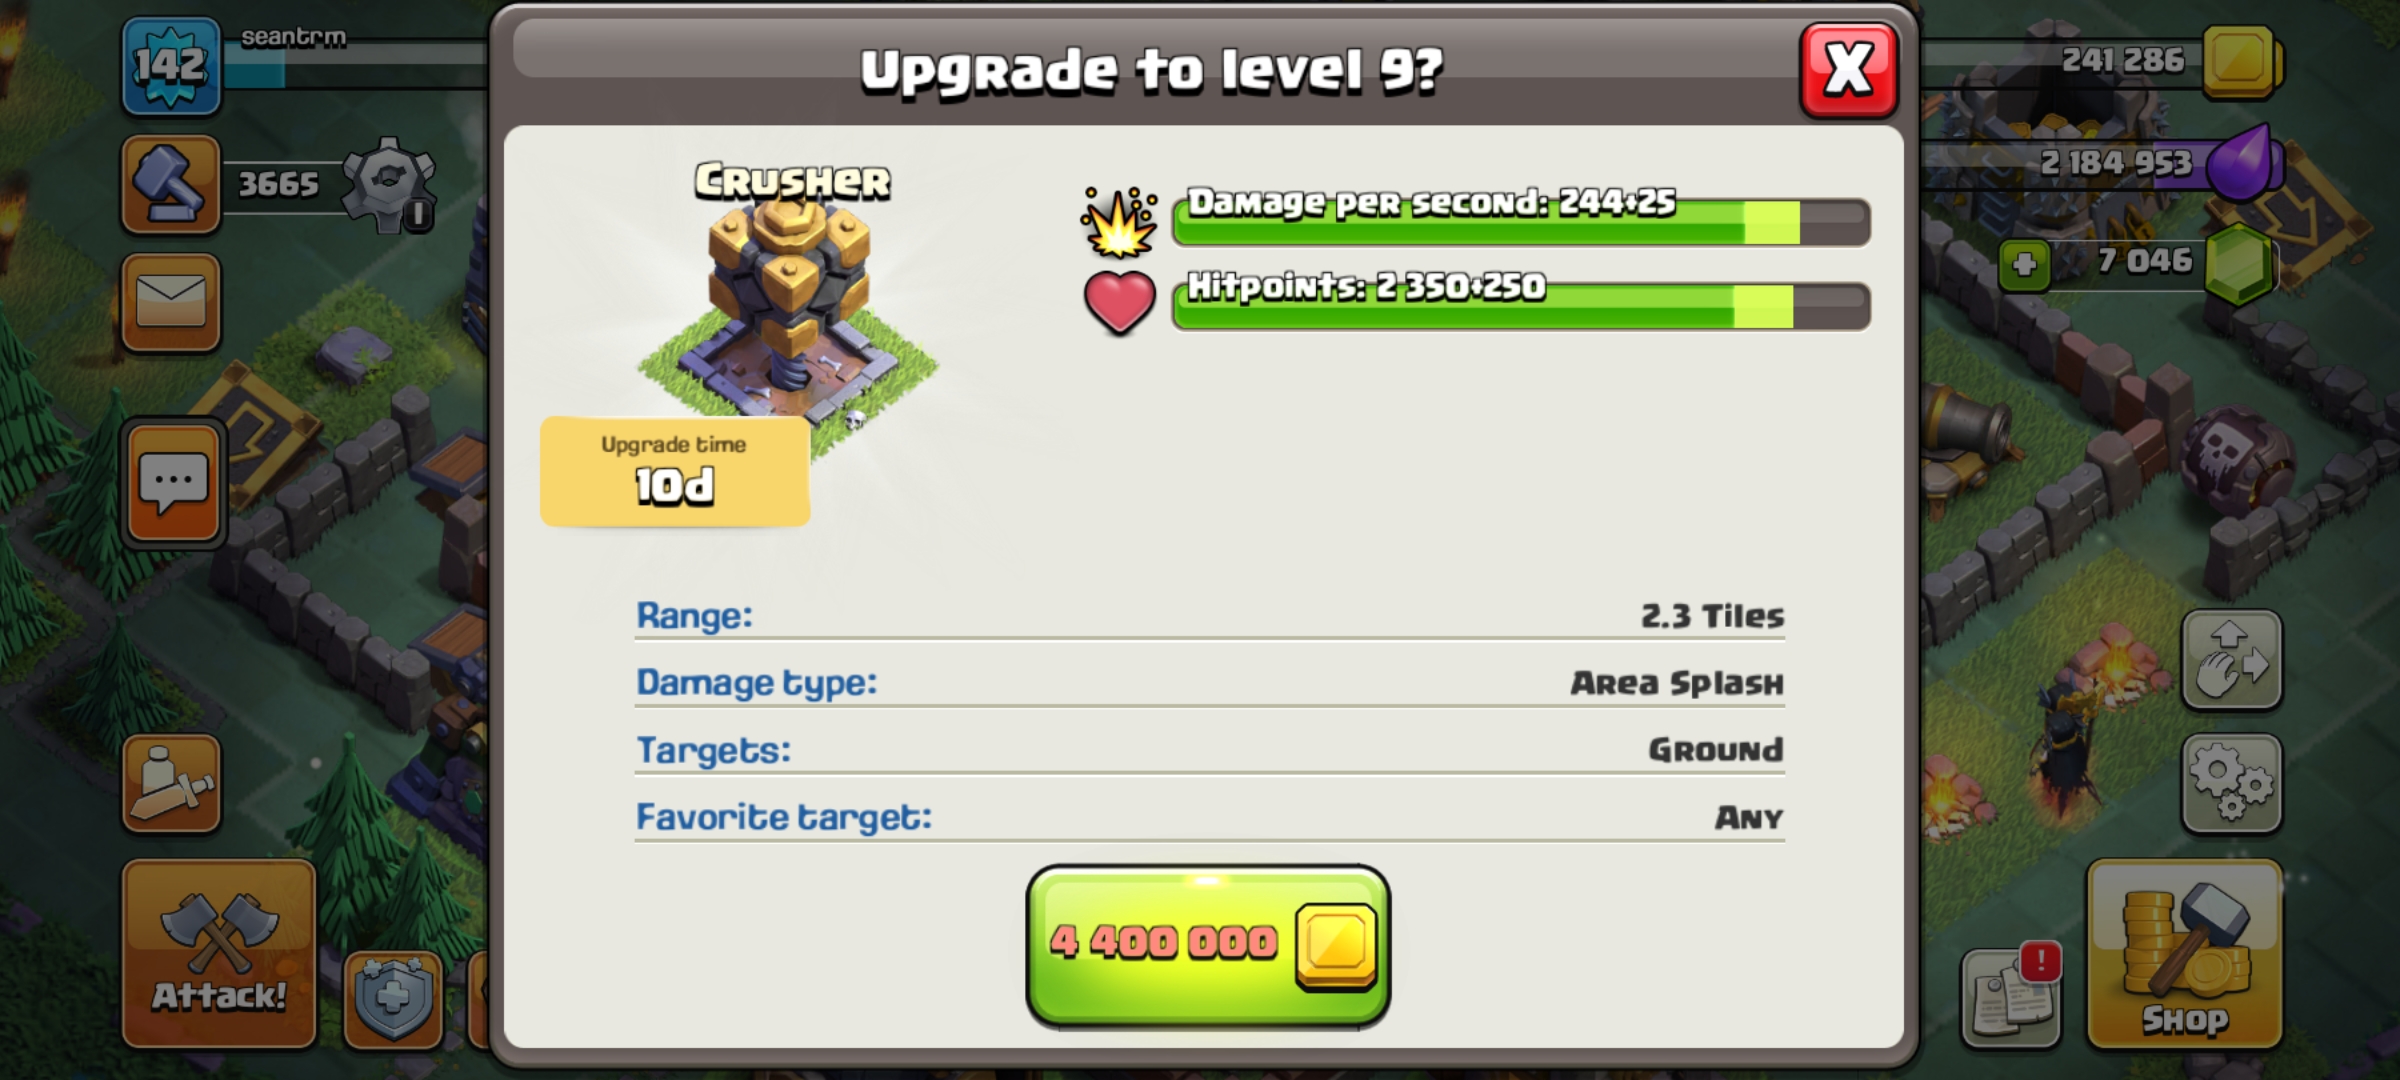 142
seantrm
3665
Upgrade to level 9?
X
241 286
2 184 953
7 046
Crusher
Damage per second: 244+25
Hitpoints: 2 350+250
Upgrade time
10d
Range: 2.3 Tiles
Damage type: Area Splash
Targets: Ground
Favorite target: Any
4 400 000
Attack!
!
Shop